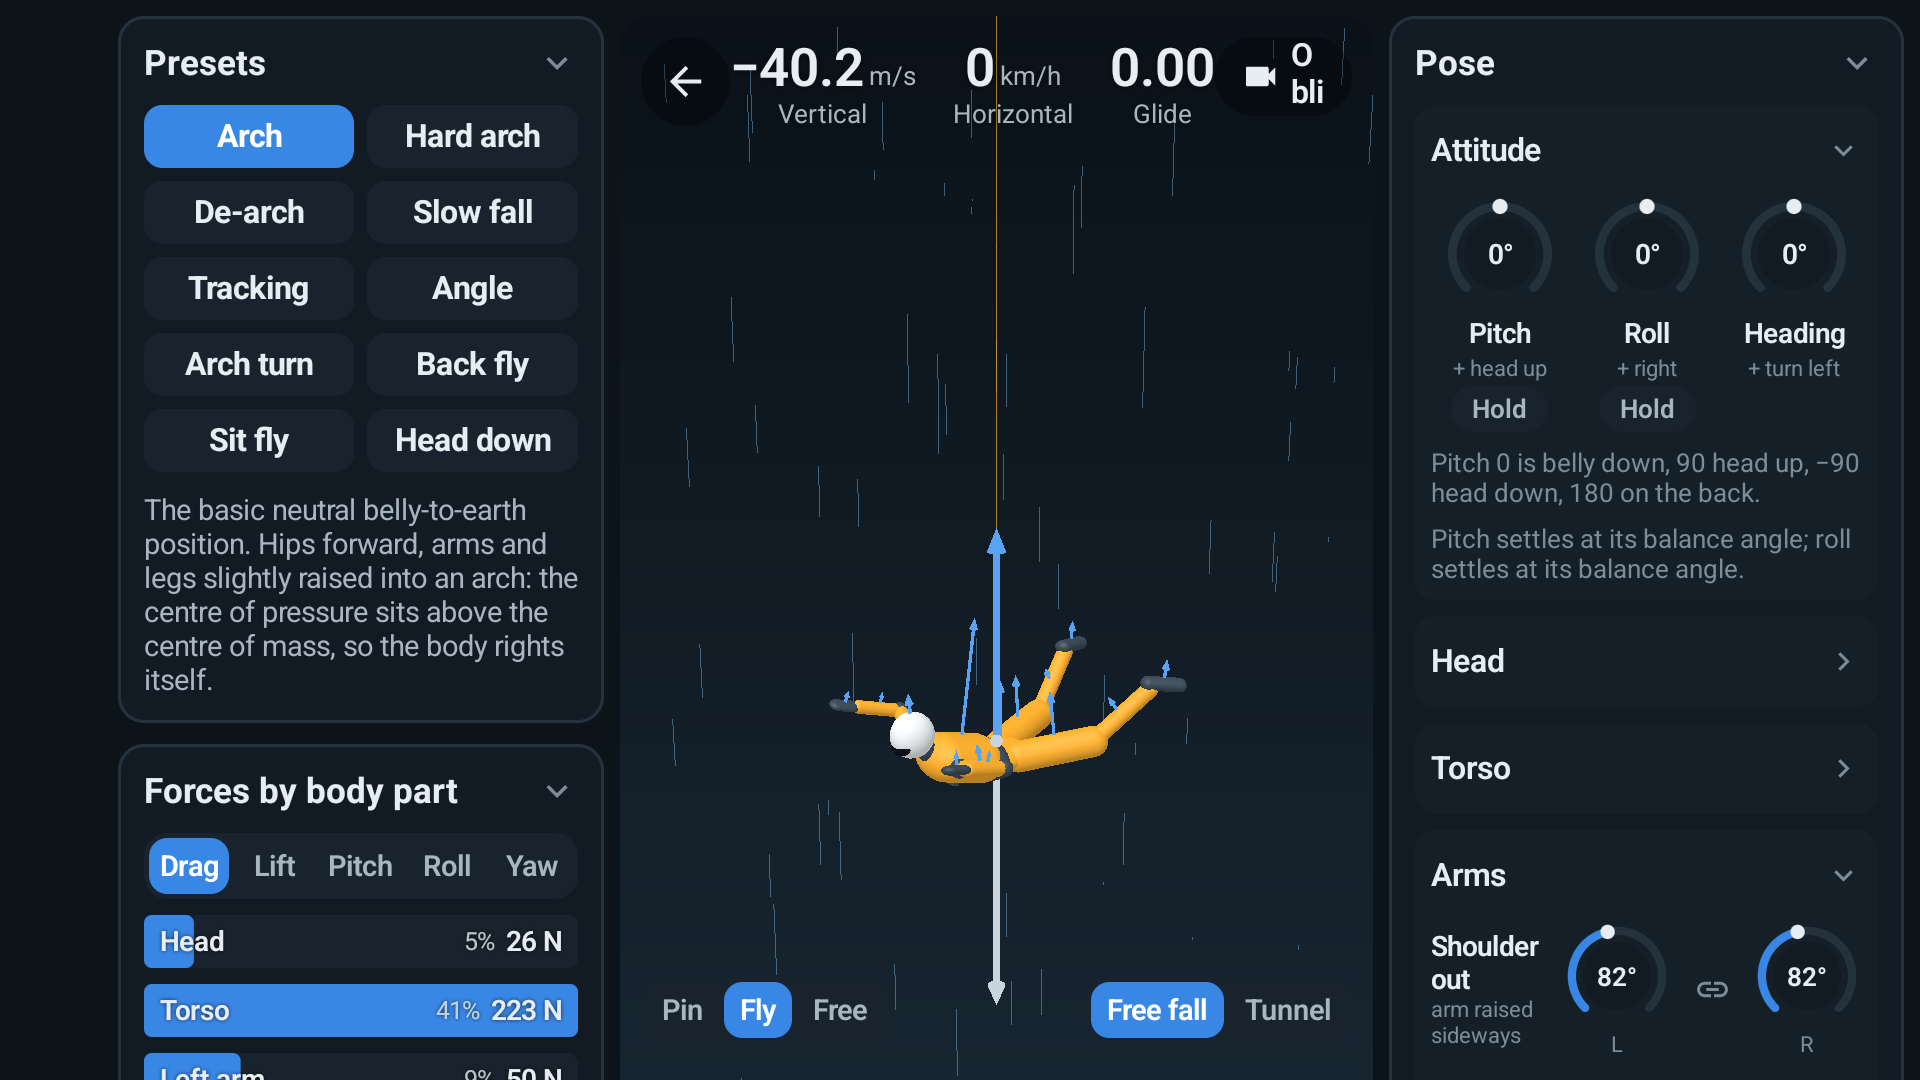 Presets
Arch
Hard arch
De-arch
Slow fall
Tracking
Angle
Arch turn
Back fly
Sit fly
Head down
The basic neutral belly-to-earth
position. Hips forward, arms and
legs slightly raised into an arch: the
centre of pressure sits above the
centre of mass, so the body rights
itself.
Forces by body part
Drag Lift Pitch Roll Yaw
Head 5% 26 N
Torso 41% 223 N
Left arm 9% 50 N
−40.2 m/s
Vertical
0 km/h
Horizontal
0.00
Glide
O
bli
Pin Fly Free
Free fall Tunnel
Pose
Attitude
0° 0° 0°
Pitch Roll Heading
+ head up + right + turn left
Hold Hold
Pitch 0 is belly down, 90 head up, −90
head down, 180 on the back.
Pitch settles at its balance angle; roll
settles at its balance angle.
Head
Torso
Arms
Shoulder
out
arm raised
sideways
82° 82°
L R